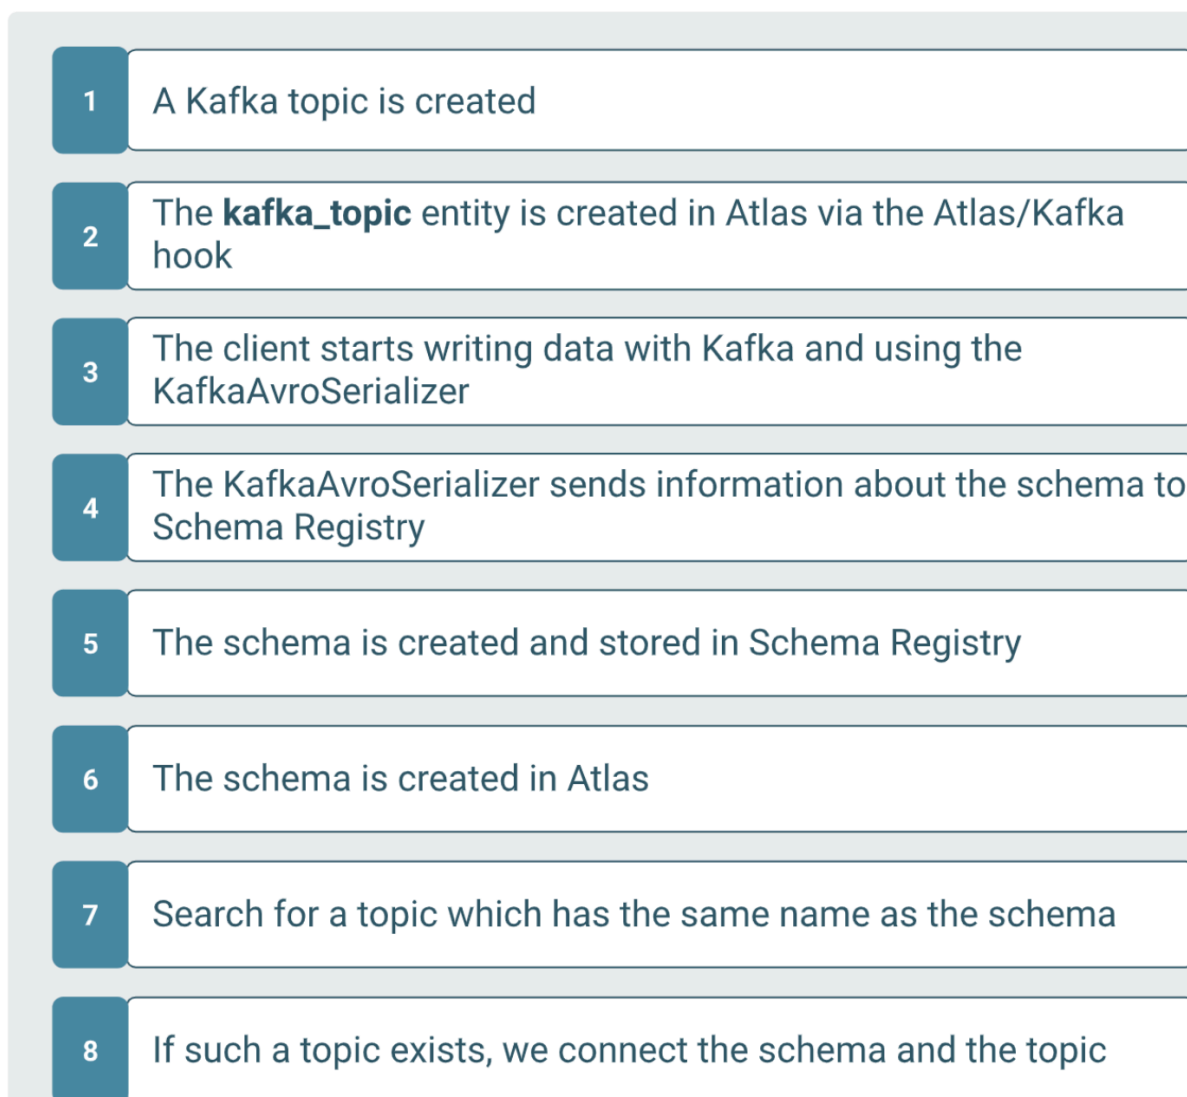 1
A Kafka topic is created
2
The kafka_topic entity is created in Atlas via the Atlas/Kafka
hook
3
The client starts writing data with Kafka and using the
KafkaAvroSerializer
4
The KafkaAvroSerializer sends information about the schema to
Schema Registry
5
The schema is created and stored in Schema Registry
6
The schema is created in Atlas
7
Search for a topic which has the same name as the schema
8
If such a topic exists, we connect the schema and the topic